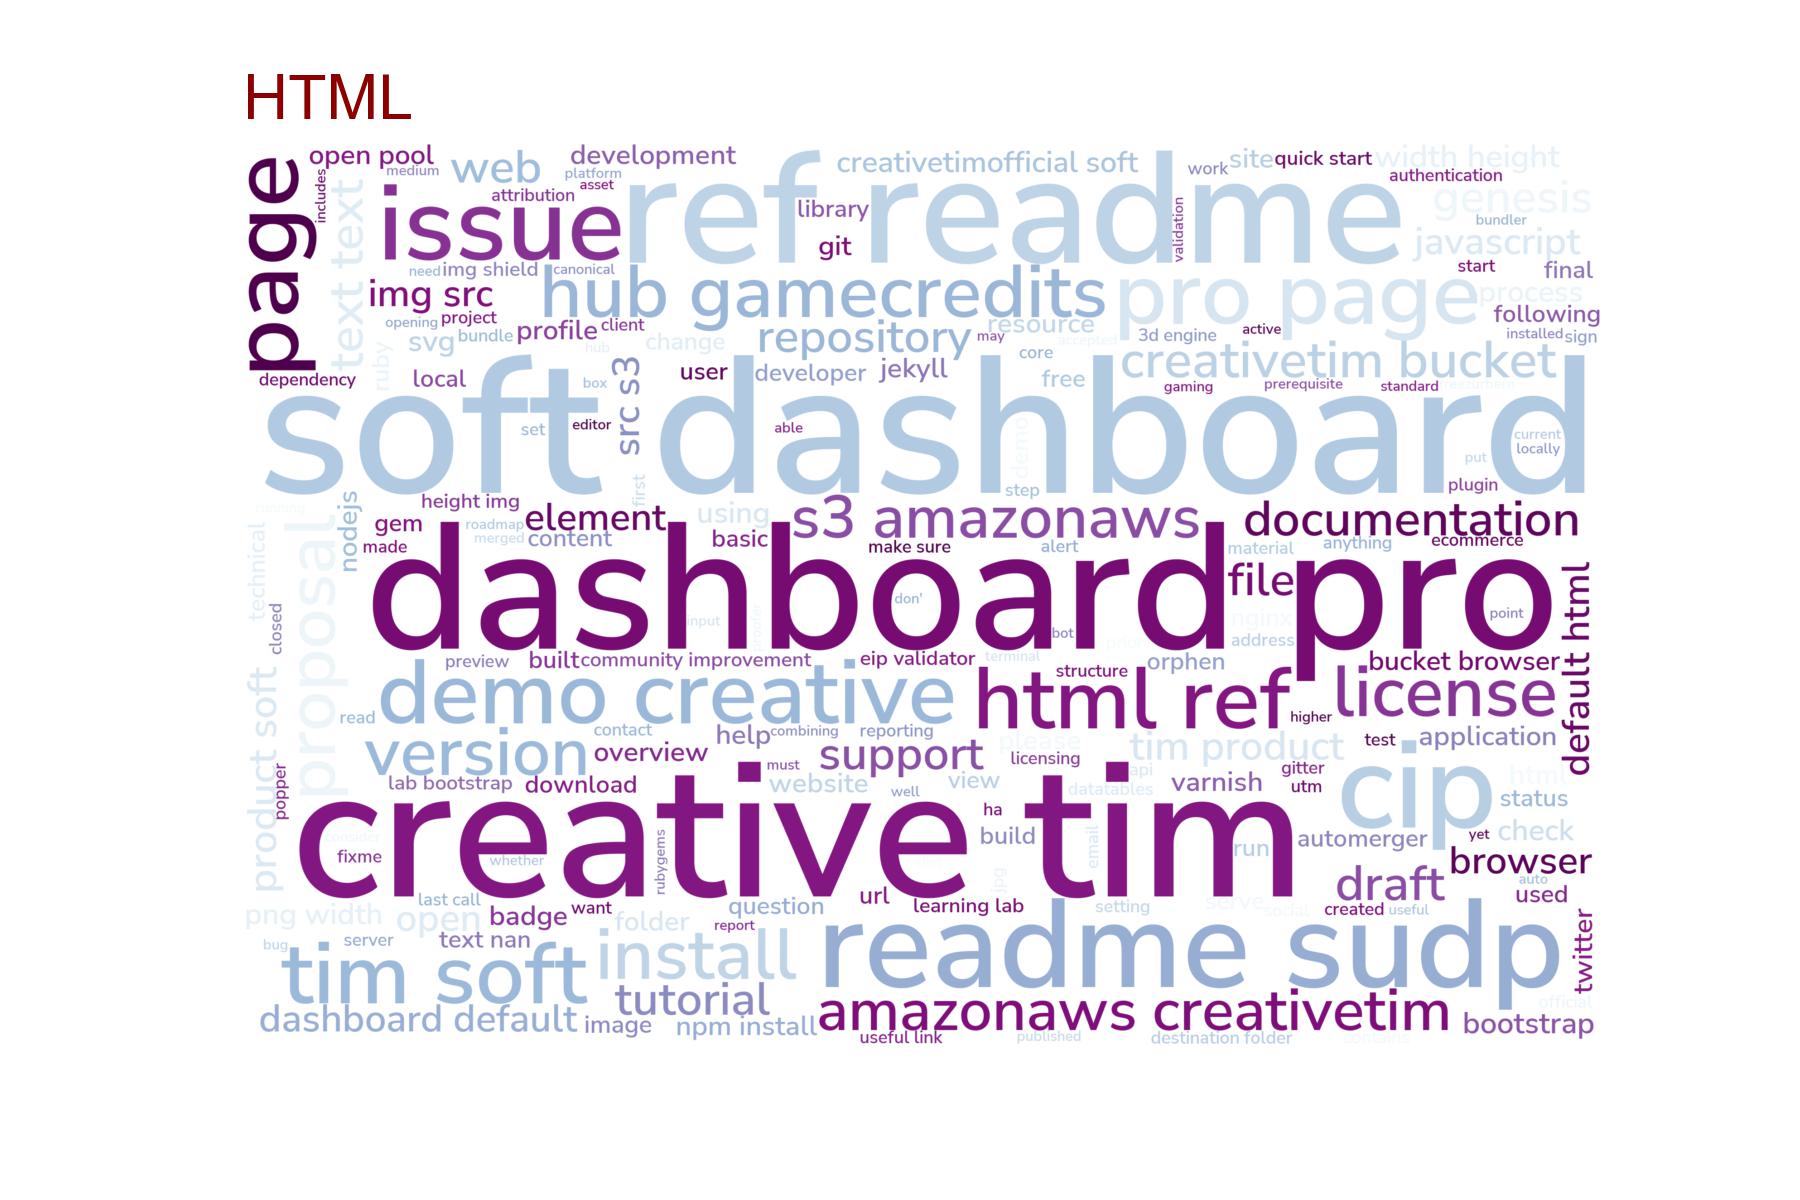 HTML
open pool
web
development
creativetimofficial soft
work
site
quick start
width height
medium
platform
asset
attribution
authentication
page
includes
text text
issue
ref readme
library
git
validation
genesis
bundler
javascript
need
img shield
canonical
start
final
img src
hub gamecredits
pro page
process
opening
project
bundle
profile
client
following
svg
hub
change
repository
may
resource
accepted
3d engine
active
installed
sign
core
creativetim bucket
ruby
dependency
local
box
src s3
user
developer
jekyll
free
gaming
prerequisite
standard
soft dashboard
set
editor
able
demo
current
locally
put
step
plugin
first
running
nodejs
height img
gem
roadmap
element
using
s3 amazonaws
documentation
made
merged
content
basic
make sure
alert
material
anything
ecommerce
technical
proposal
closed
dashboard pro
file
don'
input
bot
nginx
address
point
default html
preview
built
community improvement
eip validator
terminal
structure
orphen
bucket browser
product soft
read
demo creative
html ref
higher
license
contact
help
combining
reporting
version
overview
support
please
licensing
tim product
test
application
popper
lab bootstrap
download
must
website
well
view
api
datatables
varnish
gitter
utm
cip
html
status
creative tim
ha
build
email
run
automerger
yet
check
consider
fixme
whether
rubygems
jpg
browser
draft
auto
used
last call
png width
open
badge
want
folder
report
question
url
learning lab
setting
serve
social
created
useful
bug
server
text nan
tim soft
install
readme sudp
twitter
official
tutorial
amazonaws creativetim
dashboard default
image
npm install
bootstrap
useful link
published
destination folder
contains